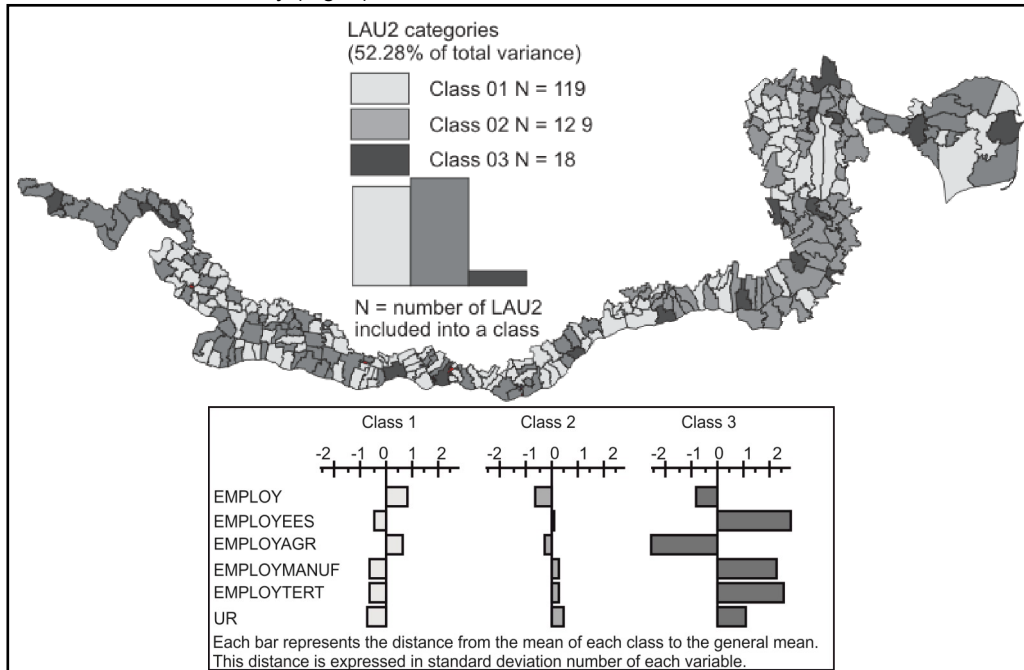 LAU2 categories
(52.28% of total variance)
Class 01 N = 119
Class 02 N = 12 9
Class 03 N = 18
N = number of LAU2
included into a class
Class 1 Class 2 Class 3
-2 -1 0 1 2 -2 -1 0 1 2 -2 -1 0 1 2
EMPLOY
EMPLOYEES
EMPLOYAGR
EMPLOYMANUF
EMPLOYTERT
UR
Each bar represents the distance from the mean of each class to the general mean.
This distance is expressed in standard deviation number of each variable.